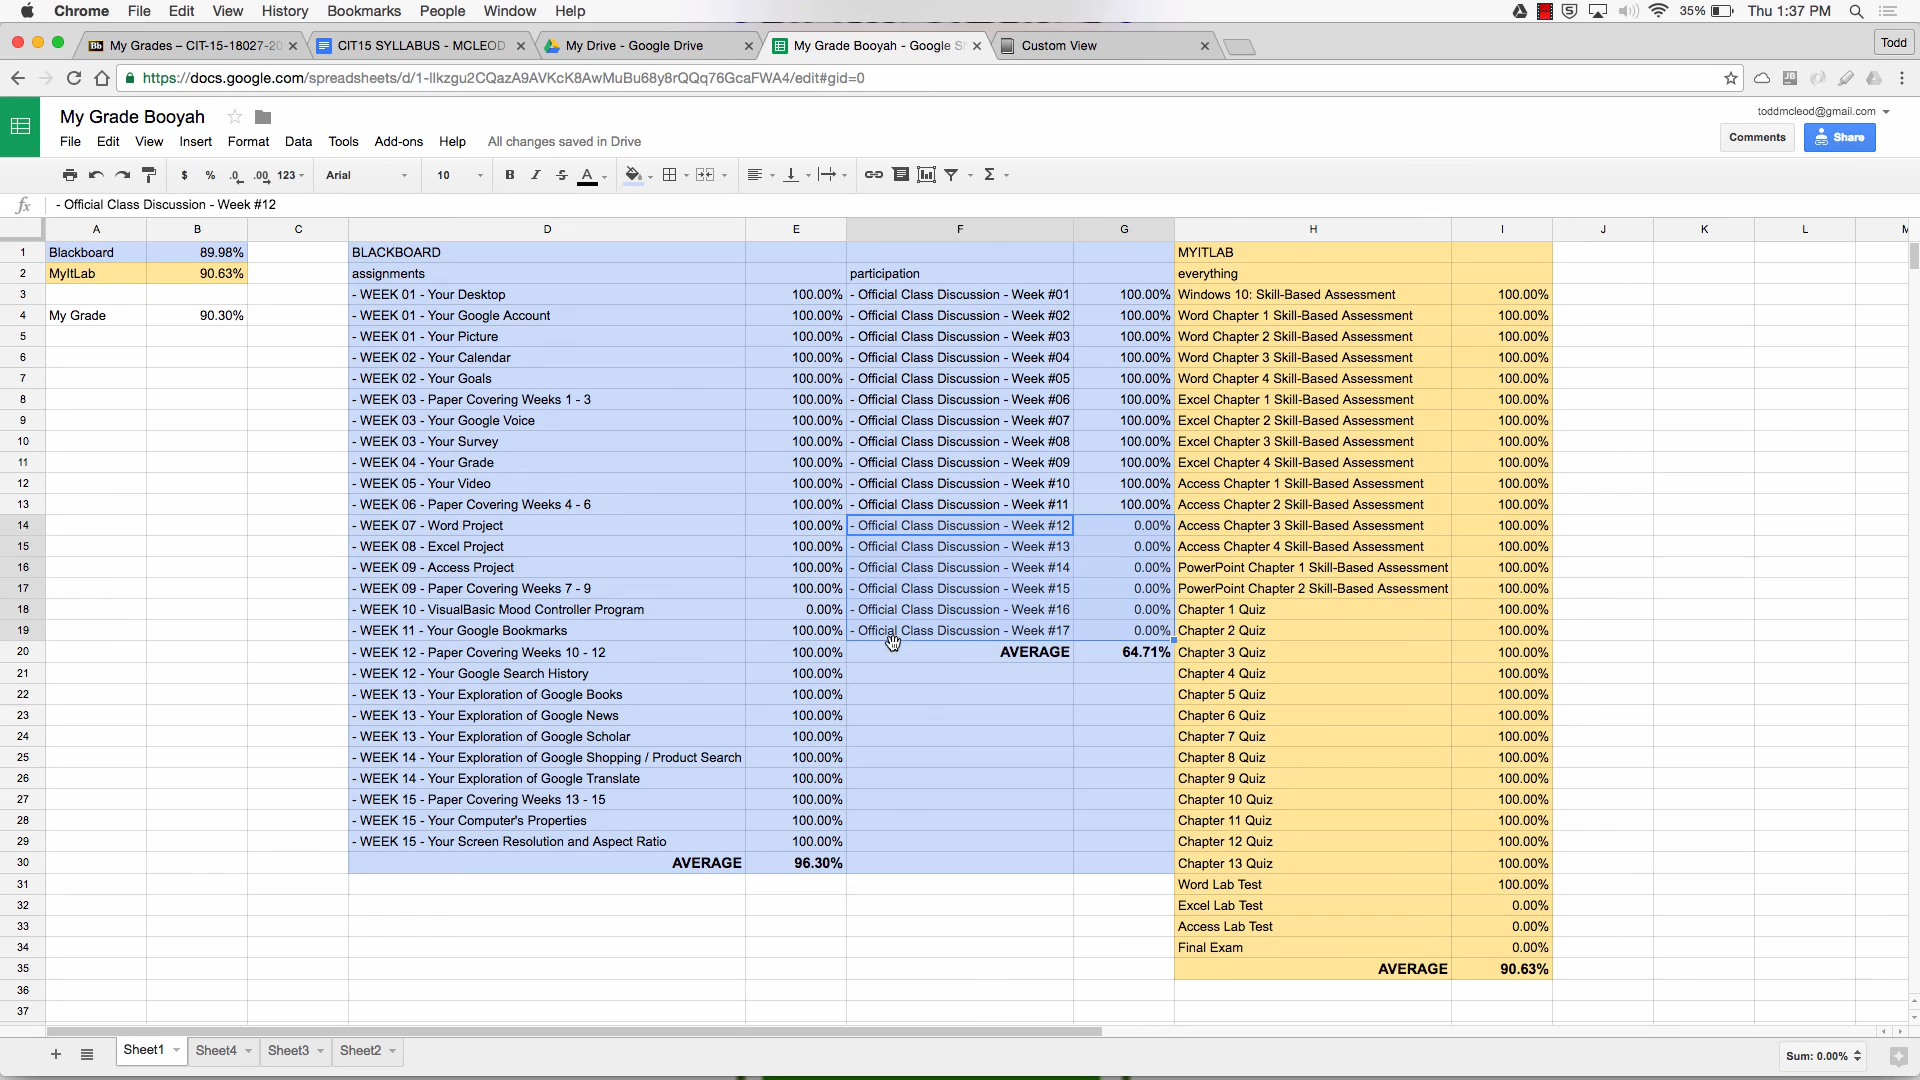 Chrome File Edit View History Bookmarks People Window Help 35% Thu 1:37 PM
My Grades – CIT-15-18027-20 CIT15 SYLLABUS - MCLEOD My Drive - Google Drive My Grade Booyah - Google S Custom View Todd
https://docs.google.com/spreadsheets/d/1-IIkzgu2CQazA9AVKcK8AwMuBu68y8rQQq76GcaFWA4/edit#gid=0
My Grade Booyah toddmcleod@gmail.com
File Edit View Insert Format Data Tools Add-ons Help All changes saved in Drive Comments Share
$ % .0 .00 123 Arial 10 B I S A
fx - Official Class Discussion - Week #12
A B C D E F G H I J K L M
1 Blackboard 89.98% BLACKBOARD MYITLAB
2 MyItLab 90.63% assignments participation everything
3 - WEEK 01 - Your Desktop 100.00% - Official Class Discussion - Week #01 100.00% Windows 10: Skill-Based Assessment 100.00%
4 My Grade 90.30% - WEEK 01 - Your Google Account 100.00% - Official Class Discussion - Week #02 100.00% Word Chapter 1 Skill-Based Assessment 100.00%
5 - WEEK 01 - Your Picture 100.00% - Official Class Discussion - Week #03 100.00% Word Chapter 2 Skill-Based Assessment 100.00%
6 - WEEK 02 - Your Calendar 100.00% - Official Class Discussion - Week #04 100.00% Word Chapter 3 Skill-Based Assessment 100.00%
7 - WEEK 02 - Your Goals 100.00% - Official Class Discussion - Week #05 100.00% Word Chapter 4 Skill-Based Assessment 100.00%
8 - WEEK 03 - Paper Covering Weeks 1 - 3 100.00% - Official Class Discussion - Week #06 100.00% Excel Chapter 1 Skill-Based Assessment 100.00%
9 - WEEK 03 - Your Google Voice 100.00% - Official Class Discussion - Week #07 100.00% Excel Chapter 2 Skill-Based Assessment 100.00%
10 - WEEK 03 - Your Survey 100.00% - Official Class Discussion - Week #08 100.00% Excel Chapter 3 Skill-Based Assessment 100.00%
11 - WEEK 04 - Your Grade 100.00% - Official Class Discussion - Week #09 100.00% Excel Chapter 4 Skill-Based Assessment 100.00%
12 - WEEK 05 - Your Video 100.00% - Official Class Discussion - Week #10 100.00% Access Chapter 1 Skill-Based Assessment 100.00%
13 - WEEK 06 - Paper Covering Weeks 4 - 6 100.00% - Official Class Discussion - Week #11 100.00% Access Chapter 2 Skill-Based Assessment 100.00%
14 - WEEK 07 - Word Project 100.00% - Official Class Discussion - Week #12 0.00% Access Chapter 3 Skill-Based Assessment 100.00%
15 - WEEK 08 - Excel Project 100.00% - Official Class Discussion - Week #13 0.00% Access Chapter 4 Skill-Based Assessment 100.00%
16 - WEEK 09 - Access Project 100.00% - Official Class Discussion - Week #14 0.00% PowerPoint Chapter 1 Skill-Based Assessment 100.00%
17 - WEEK 09 - Paper Covering Weeks 7 - 9 100.00% - Official Class Discussion - Week #15 0.00% PowerPoint Chapter 2 Skill-Based Assessment 100.00%
18 - WEEK 10 - VisualBasic Mood Controller Program 0.00% - Official Class Discussion - Week #16 0.00% Chapter 1 Quiz 100.00%
19 - WEEK 11 - Your Google Bookmarks 100.00% - Official Class Discussion - Week #17 0.00% Chapter 2 Quiz 100.00%
20 - WEEK 12 - Paper Covering Weeks 10 - 12 100.00% AVERAGE 64.71% Chapter 3 Quiz 100.00%
21 - WEEK 12 - Your Google Search History 100.00% Chapter 4 Quiz 100.00%
22 - WEEK 13 - Your Exploration of Google Books 100.00% Chapter 5 Quiz 100.00%
23 - WEEK 13 - Your Exploration of Google News 100.00% Chapter 6 Quiz 100.00%
24 - WEEK 13 - Your Exploration of Google Scholar 100.00% Chapter 7 Quiz 100.00%
25 - WEEK 14 - Your Exploration of Google Shopping / Product Search 100.00% Chapter 8 Quiz 100.00%
26 - WEEK 14 - Your Exploration of Google Translate 100.00% Chapter 9 Quiz 100.00%
27 - WEEK 15 - Paper Covering Weeks 13 - 15 100.00% Chapter 10 Quiz 100.00%
28 - WEEK 15 - Your Computer's Properties 100.00% Chapter 11 Quiz 100.00%
29 - WEEK 15 - Your Screen Resolution and Aspect Ratio 100.00% Chapter 12 Quiz 100.00%
30 AVERAGE 96.30% Chapter 13 Quiz 100.00%
31 Word Lab Test 100.00%
32 Excel Lab Test 0.00%
33 Access Lab Test 0.00%
34 Final Exam 0.00%
35 AVERAGE 90.63%
36
37
Sheet1 Sheet4 Sheet3 Sheet2 Sum: 0.00%